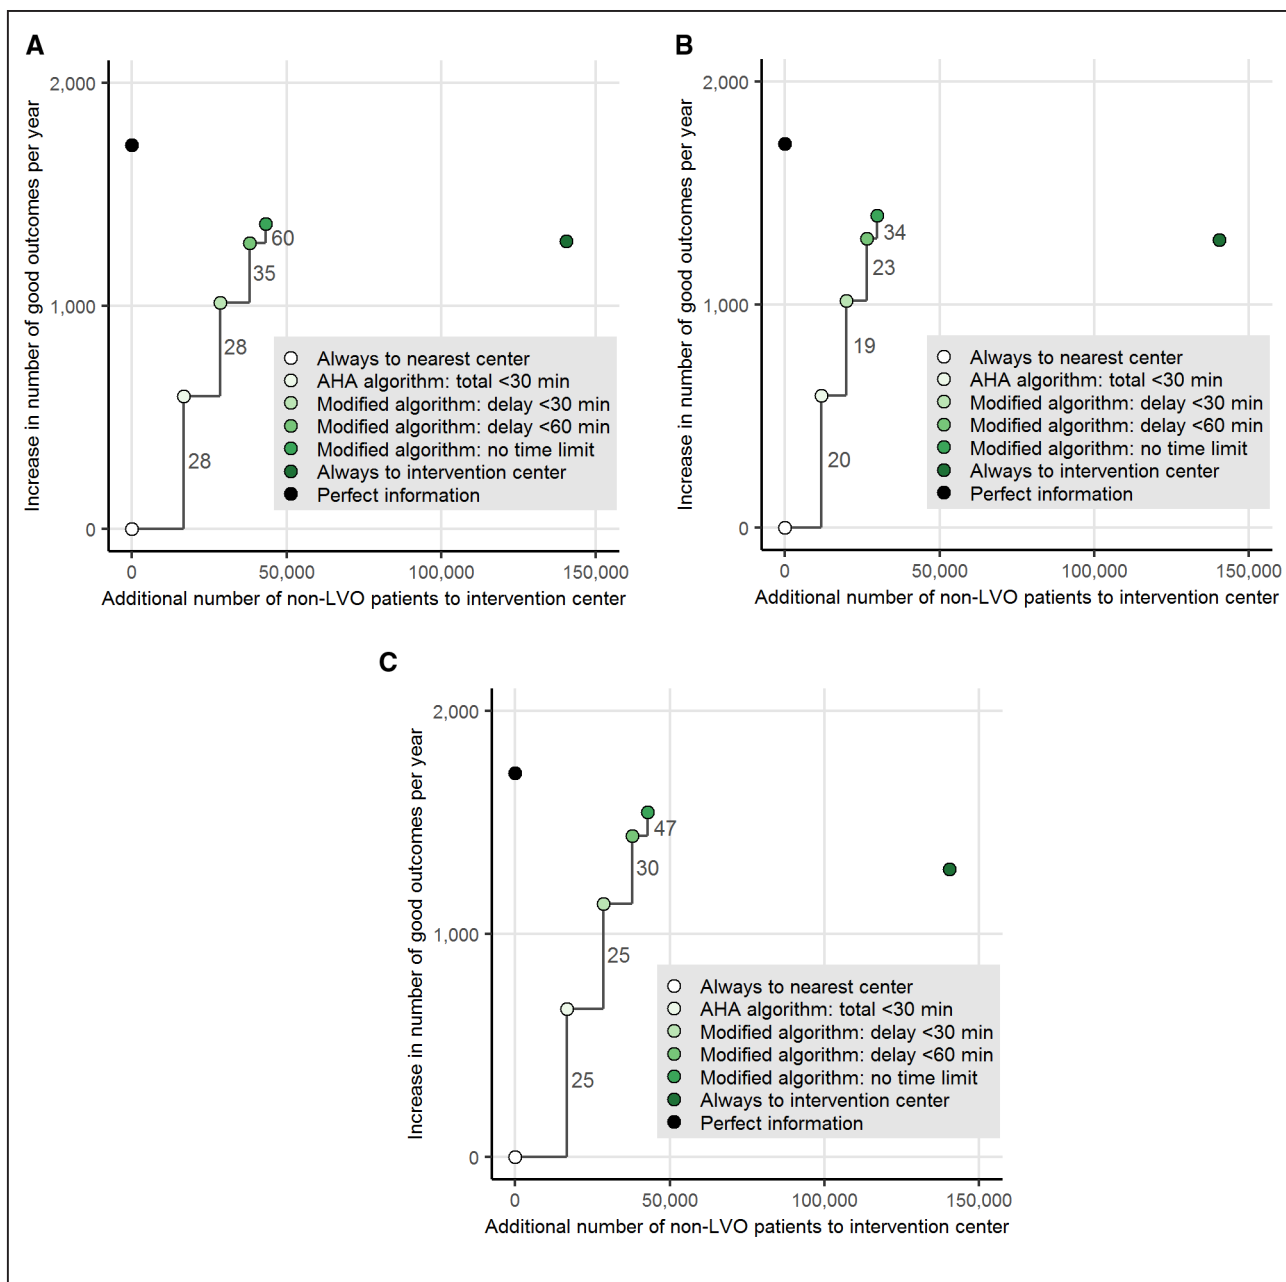 A
Increase in number of good outcomes per year
2,000
1,000
0
60
35
28
28
Always to nearest center
AHA algorithm: total <30 min
Modified algorithm: delay <30 min
Modified algorithm: delay <60 min
Modified algorithm: no time limit
Always to intervention center
Perfect information
0 50,000 100,000 150,000
Additional number of non-LVO patients to intervention center
B
Increase in number of good outcomes per year
2,000
1,000
0
34
23
19
20
Always to nearest center
AHA algorithm: total <30 min
Modified algorithm: delay <30 min
Modified algorithm: delay <60 min
Modified algorithm: no time limit
Always to intervention center
Perfect information
0 50,000 100,000 150,000
Additional number of non-LVO patients to intervention center
C
Increase in number of good outcomes per year
2,000
1,000
0
47
30
25
25
Always to nearest center
AHA algorithm: total <30 min
Modified algorithm: delay <30 min
Modified algorithm: delay <60 min
Modified algorithm: no time limit
Always to intervention center
Perfect information
0 50,000 100,000 150,000
Additional number of non-LVO patients to intervention center